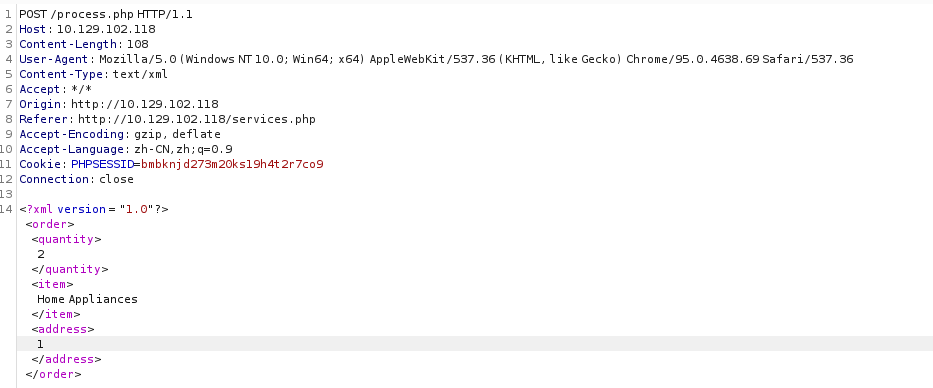 1 POST /process.php HTTP/1.1
2 Host: 10.129.102.118
3 Content-Length: 108
4 User-Agent: Mozilla/5.0 (Windows NT 10.0; Win64; x64) AppleWebKit/537.36 (KHTML, like Gecko) Chrome/95.0.4638.69 Safari/537.36
5 Content-Type: text/xml
6 Accept: */*
7 Origin: http://10.129.102.118
8 Referer: http://10.129.102.118/services.php
9 Accept-Encoding: gzip, deflate
10 Accept-Language: zh-CN,zh;q=0.9
11 Cookie: PHPSESSID=bmbknjd273m20ks19h4t2r7co9
12 Connection: close
13
14 <?xml version = "1.0"?>
<order>
<quantity>
2
</quantity>
<item>
Home Appliances
</item>
<address>
1
</address>
</order>